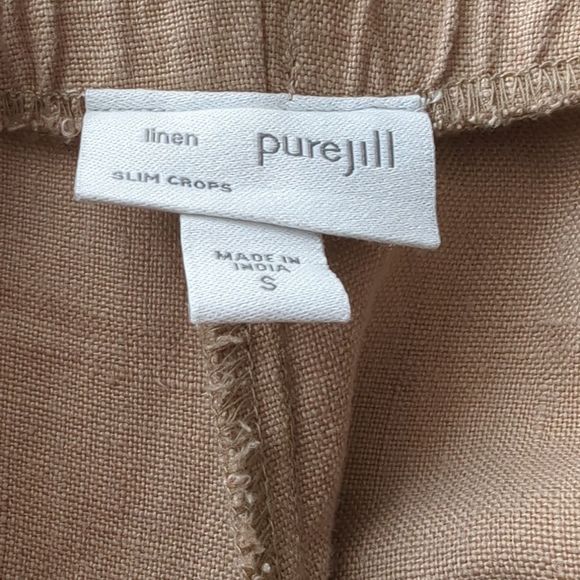 linen purejill
SLIM CROPS
MADE IN
INDIA
S